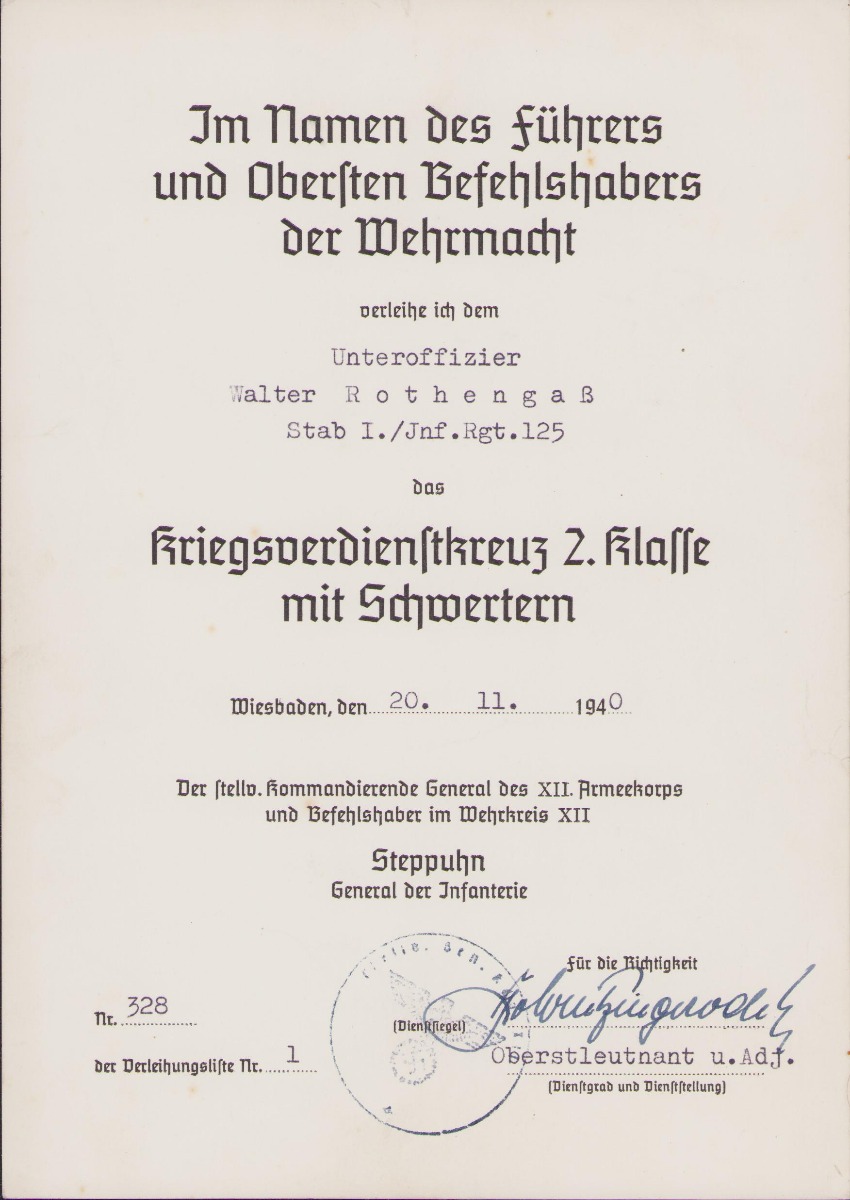 Im Namen des Führers
und Obersten Befehlshabers
der Wehrmacht
verleihe ich dem
Unteroffizier
Walter Rothengaß
Stab I./Jnf.Rgt.125
das
Kriegsverdienstkreuz 2. Klasse
mit Schwertern
Wiesbaden, den 20. 11. 1940
Der stellv. Kommandierende General des XII. Armeekorps
und Befehlshaber im Wehrkreis XII
Steppuhn
General der Infanterie
Stellv. Gen.
Für die Richtigkeit
Nr. 328
(Dienstsiegel)
der Verleihungsliste Nr. 1
Oberstleutnant u.Adj.
(Dienstgrad und Dienststellung)